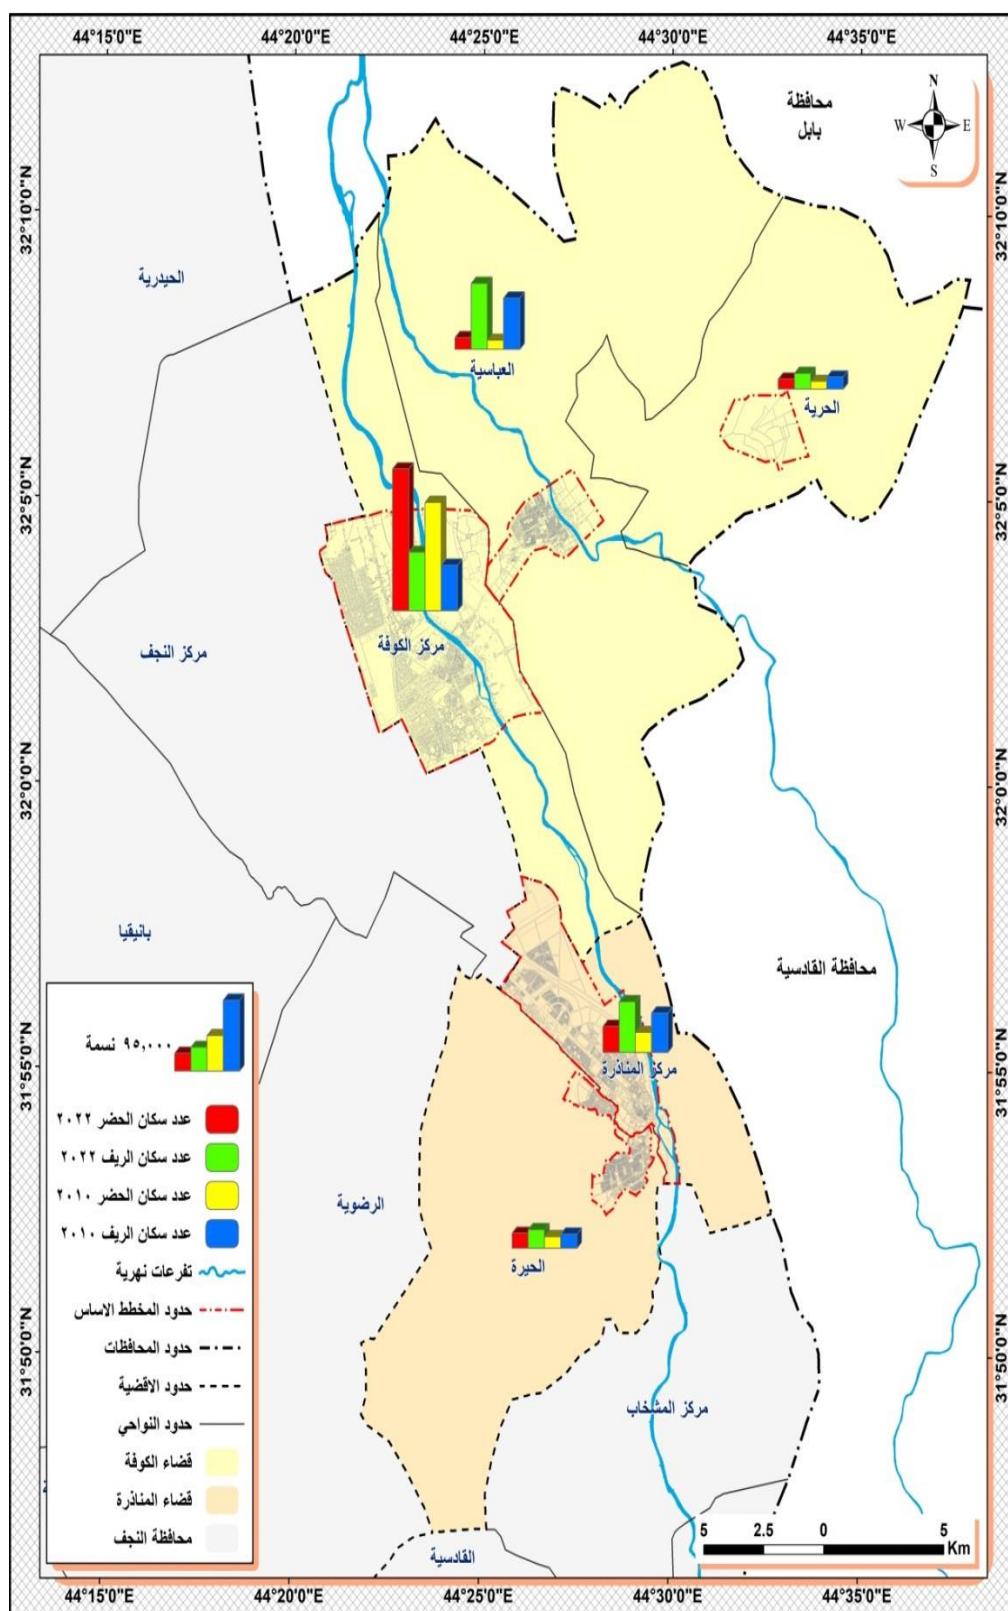 44°15'0"E 44°20'0"E 44°25'0"E 44°30'0"E 44°35'0"E
محافظة
بابل
N
W E
S
32°10'0"N 32°10'0"N
الحيدرية
العباسية
الحرية
32°5'0"N 32°5'0"N
مركز الكوفة
مركز النجف
32°0'0"N 32°0'0"N
بانيقيا
محافظة القادسية
٩٥,٠٠٠ نسمة
مركز المناذرة
31°55'0"N 31°55'0"N
عدد سكان الحضر ٢٠٢٢
عدد سكان الريف ٢٠٢٢
عدد سكان الحضر ٢٠١٠
عدد سكان الريف ٢٠١٠
الرضوية
الحيرة
تفرعات نهرية
حدود المخطط الاساس
حدود المحافظات
حدود الاقضية
حدود النواحي
31°50'0"N 31°50'0"N
مركز المشخاب
قضاء الكوفة
قضاء المناذرة
محافظة النجف
القادسية
5 2.5 0 5
Km
44°15'0"E 44°20'0"E 44°25'0"E 44°30'0"E 44°35'0"E